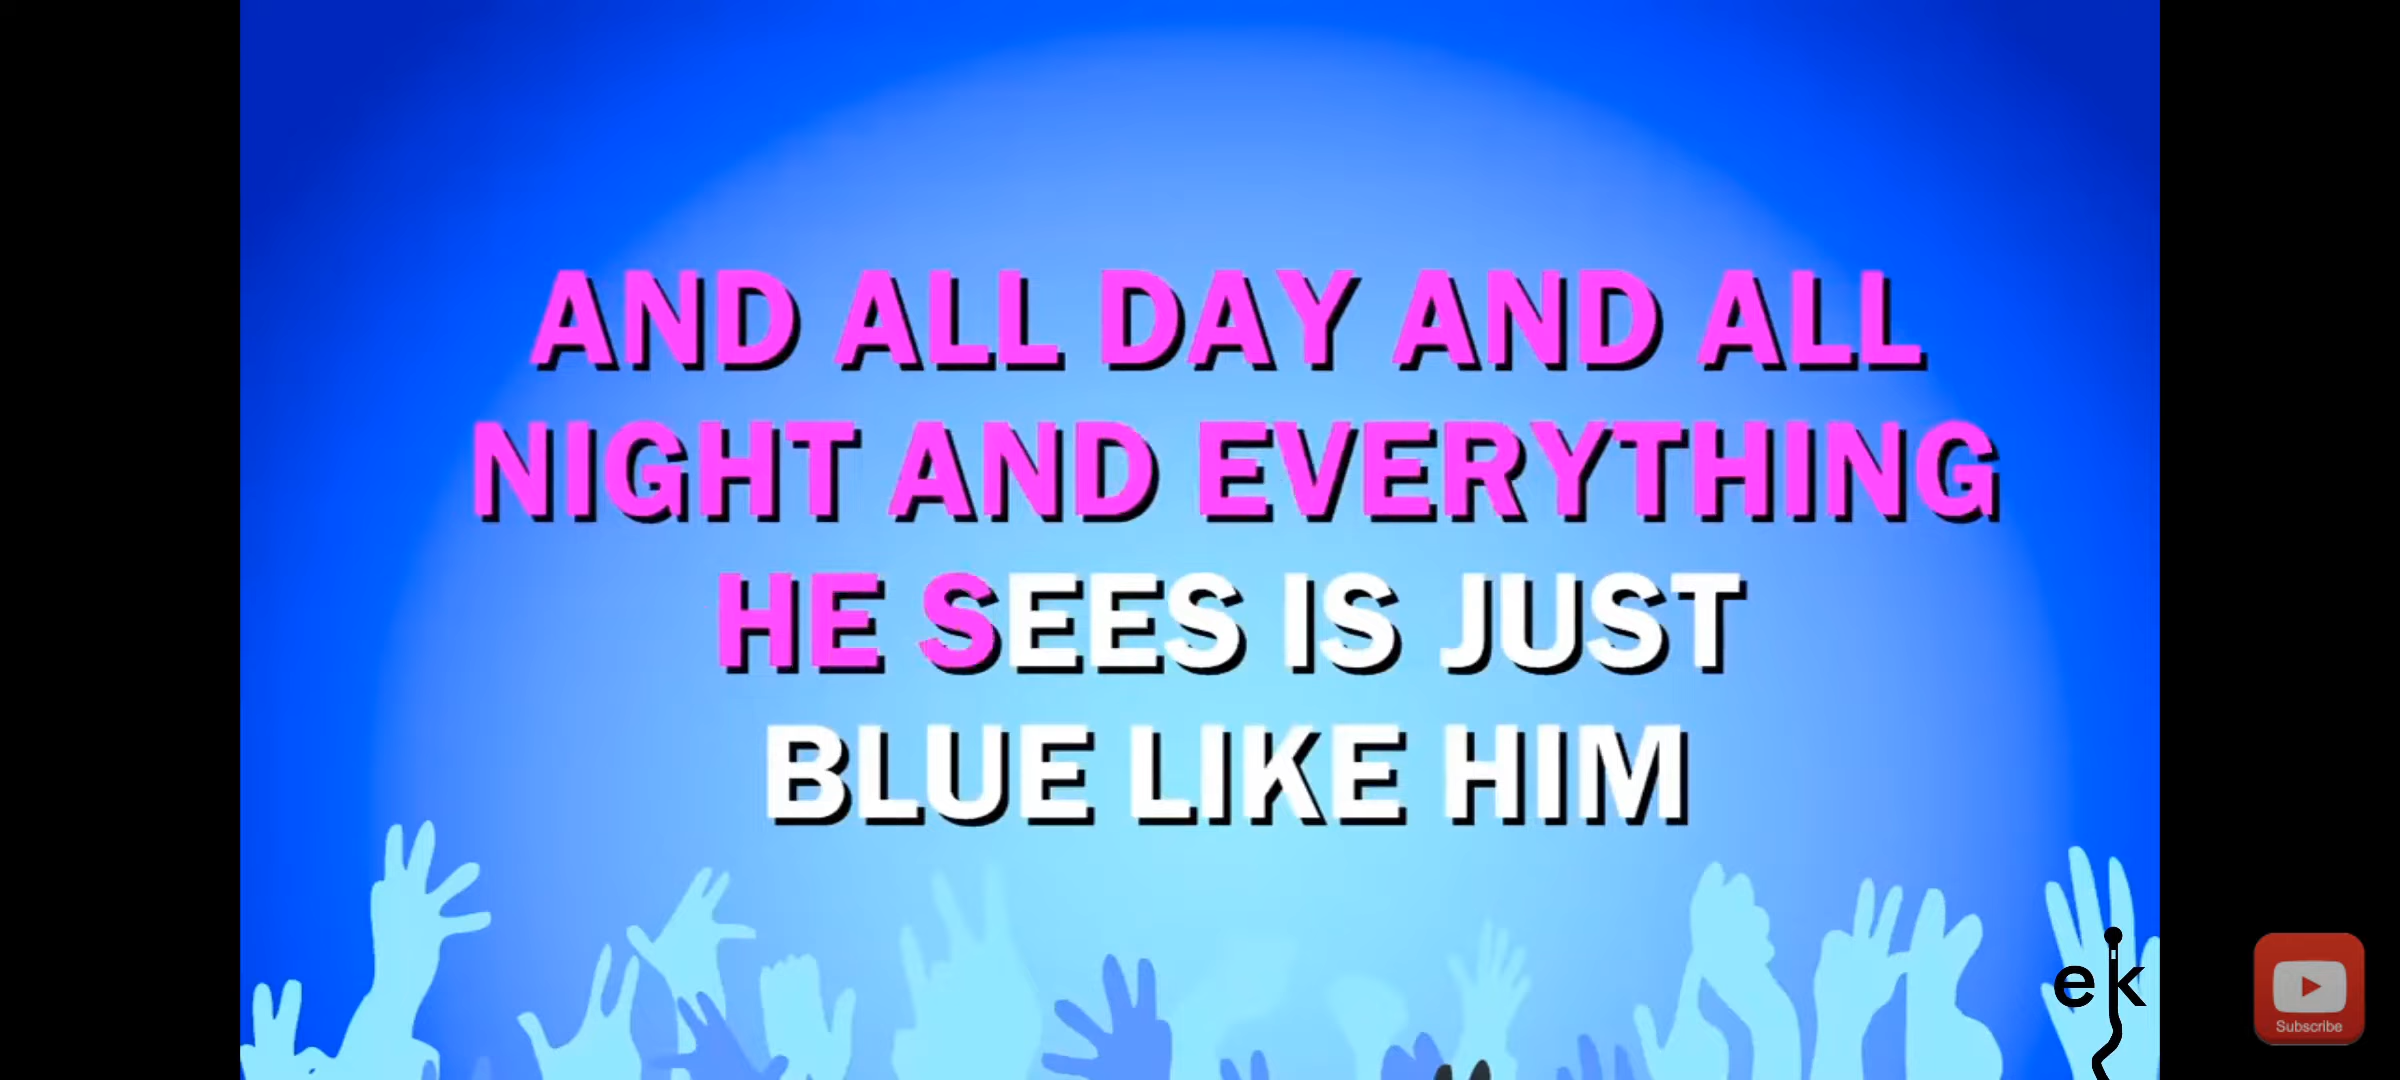 AND ALL DAY AND ALL
NIGHT AND EVERYTHING
HE SEES IS JUST
BLUE LIKE HIM
ek
Subscribe